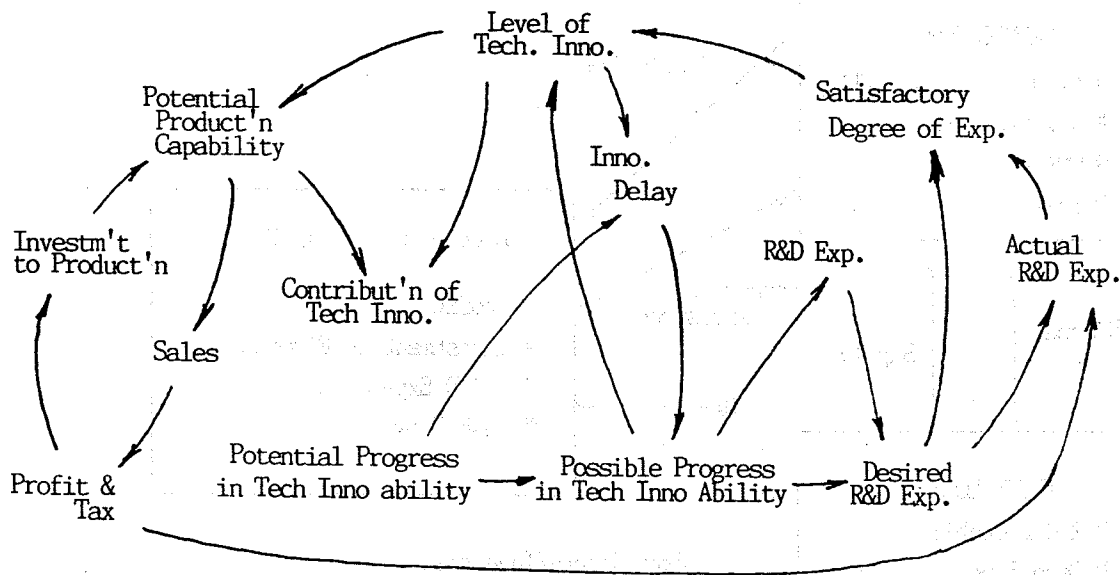 Level of
Tech. Inno.
Potential
Product'n
Capability
Satisfactory
Degree of Exp.
Inno.
Delay
Investm't
to Product'n
R&D Exp.
Actual
R&D Exp.
Contribut'n of
Tech Inno.
Sales
Profit &
Tax
Potential Progress
in Tech Inno ability
Possible Progress
in Tech Inno Ability
Desired
R&D Exp.